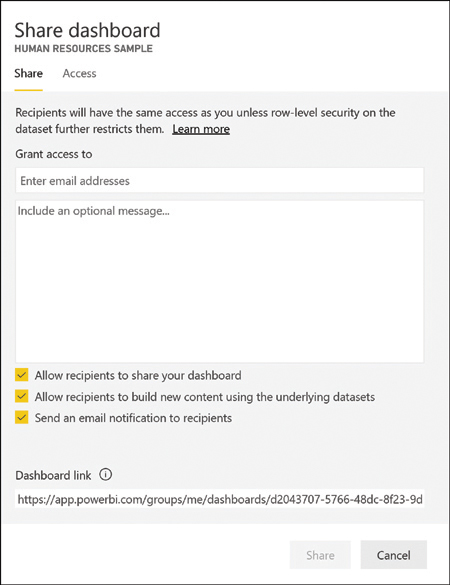 Share dashboard
HUMAN RESOURCES SAMPLE
Share Access
Recipients will have the same access as you unless row-level security on the
dataset further restricts them. Learn more
Grant access to
Enter email addresses
Include an optional message...
Allow recipients to share your dashboard
Allow recipients to build new content using the underlying datasets
Send an email notification to recipients
Dashboard link
https://app.powerbi.com/groups/me/dashboards/d2043707-5766-48dc-8f23-9d
Share Cancel